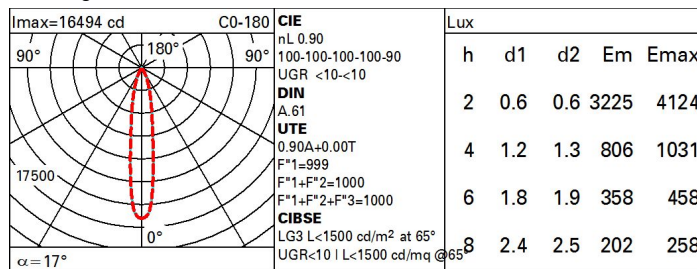 Imax=16494 cd C0-180
90° 180° 90°
17500
0°
α=17°
CIE
nL 0.90
100-100-100-100-90
UGR <10-<10
DIN
A.61
UTE
0.90A+0.00T
F"1=999
F"1+F"2=1000
F"1+F"2+F"3=1000
CIBSE
LG3 L<1500 cd/m² at 65°
UGR<10 | L<1500 cd/mq @65°
Lux
h d1 d2 Em Emax
2 0.6 0.6 3225 4124
4 1.2 1.3 806 1031
6 1.8 1.9 358 458
8 2.4 2.5 202 258